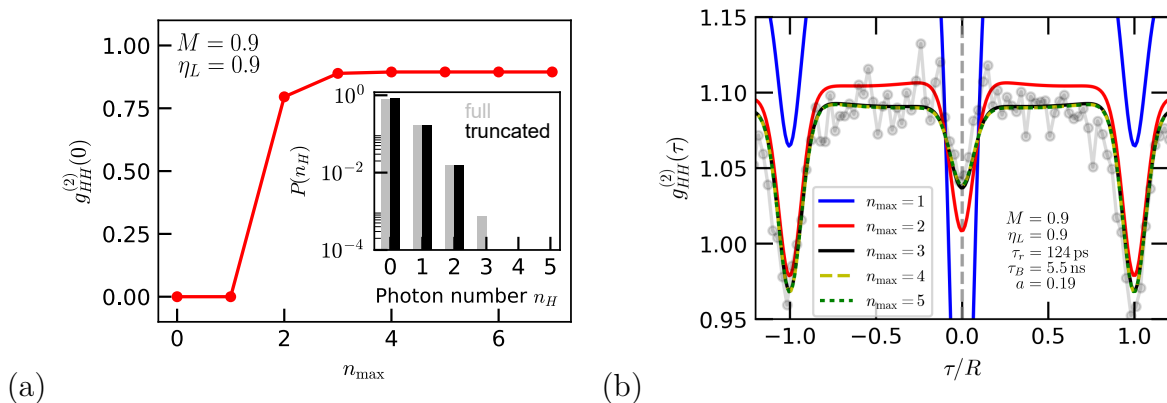 (a)
g_{HH}^{(2)}(0)
1.00
0.75
0.50
0.25
0.00
M = 0.9
η_L = 0.9
P(n_H)
10^0
10^{-2}
10^{-4}
full
truncated
0 1 2 3 4 5
Photon number n_H
0 2 4 6
n_max
(b)
g_{HH}^{(2)}(τ)
1.15
1.10
1.05
1.00
0.95
n_max = 1
n_max = 2
n_max = 3
n_max = 4
n_max = 5
M = 0.9
η_L = 0.9
τ_r = 124 ps
τ_B = 5.5 ns
a = 0.19
−1.0 −0.5 0.0 0.5 1.0
τ/R